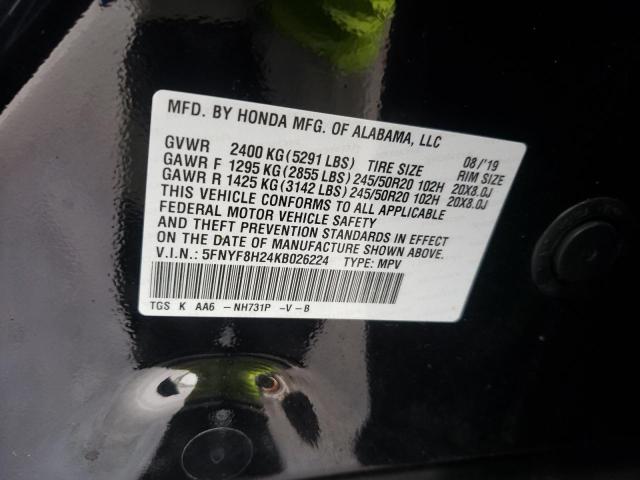 MFD. BY HONDA MFG. OF ALABAMA, LLC
08/'19
GVWR 2400 KG(5291 LBS) TIRE SIZE RIM SIZE
GAWR F 1295 KG(2855 LBS)245/50R20 102H 20X8.0J
GAWR R 1425 KG(3142 LBS)245/50R20 102H 20X8.0J
THIS VEHICLE CONFORMS TO ALL APPLICABLE
FEDERAL MOTOR VEHICLE SAFETY
AND THEFT PREVENTION STANDARDS IN EFFECT
ON THE DATE OF MANUFACTURE SHOWN ABOVE.
V.I.N.: 5FNYF8H24KB026224 TYPE: MPV
TGS K AA6 -NH731P -V-B